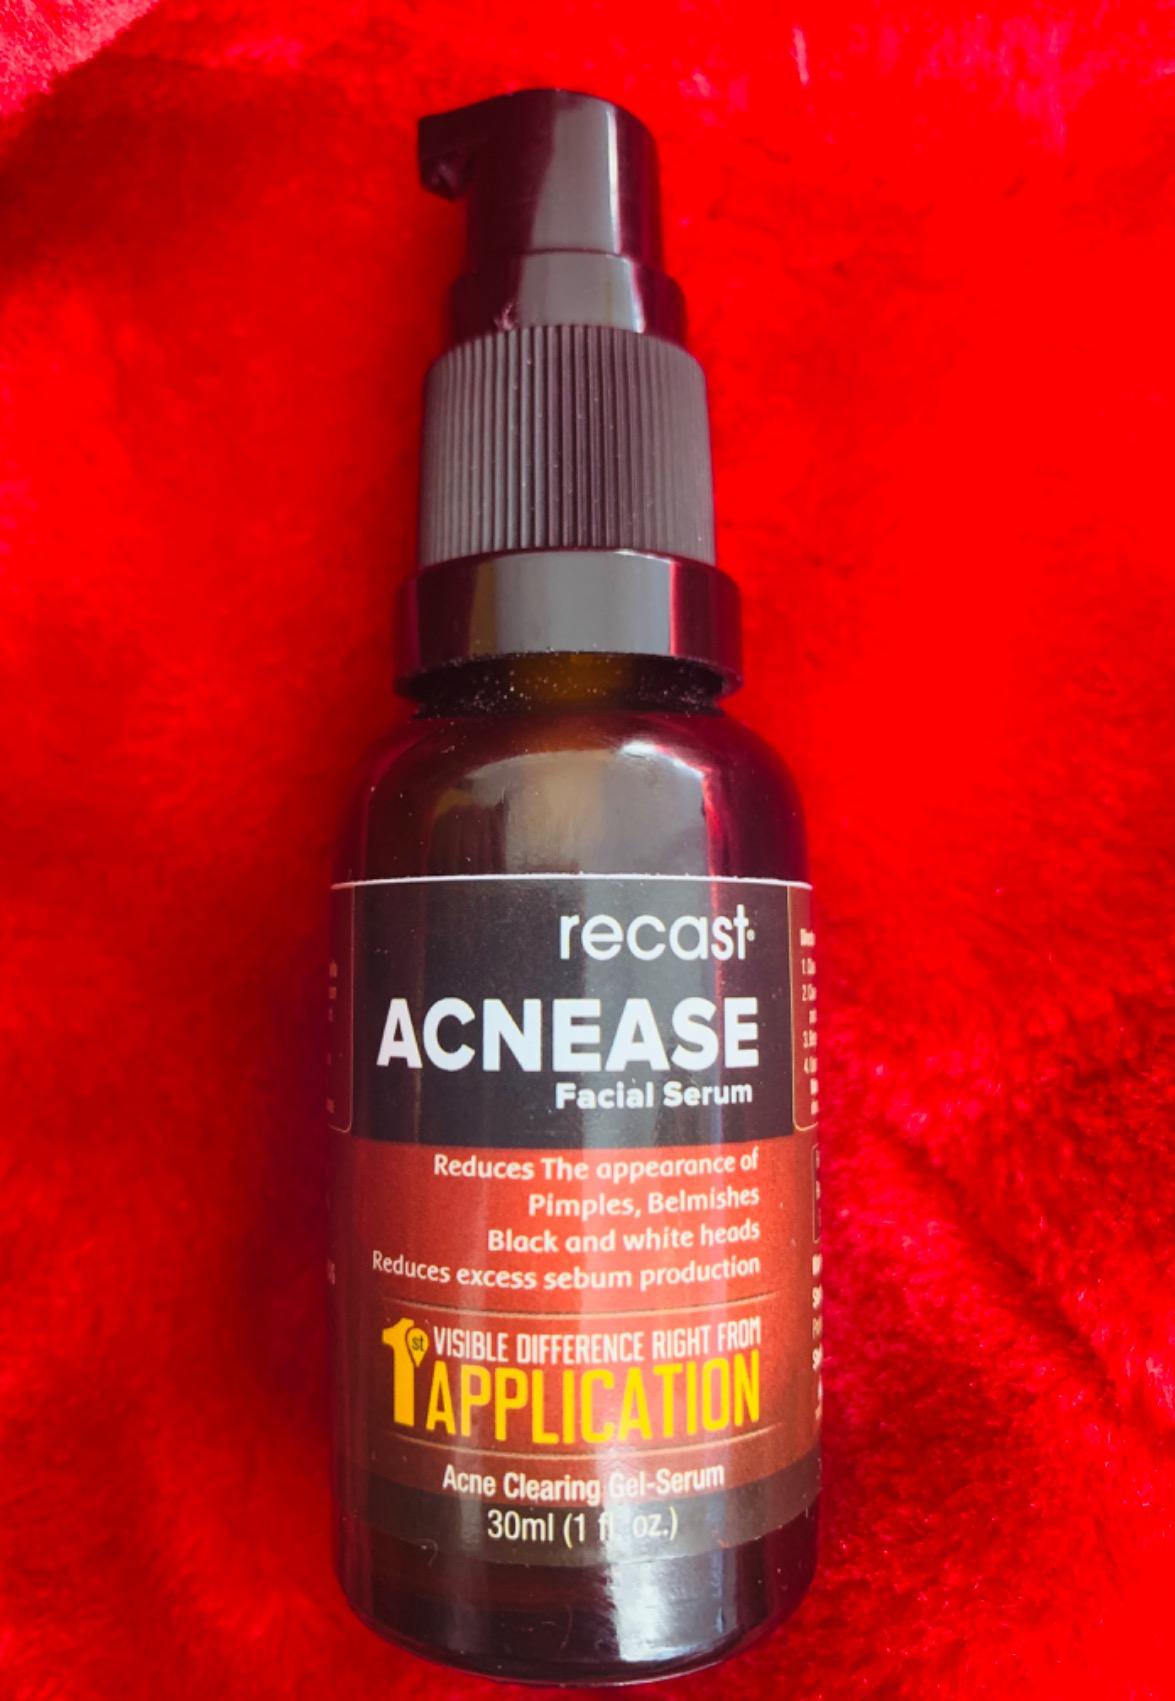 recast
ACNEASE
Facial Serum
Reduces The appearance of
Pimples, Belmishes
Black and white heads
Reduces excess sebum production
1st VISIBLE DIFFERENCE RIGHT FROM
APPLICATION
Acne Clearing Gel-Serum
30ml (1 fl. oz.)